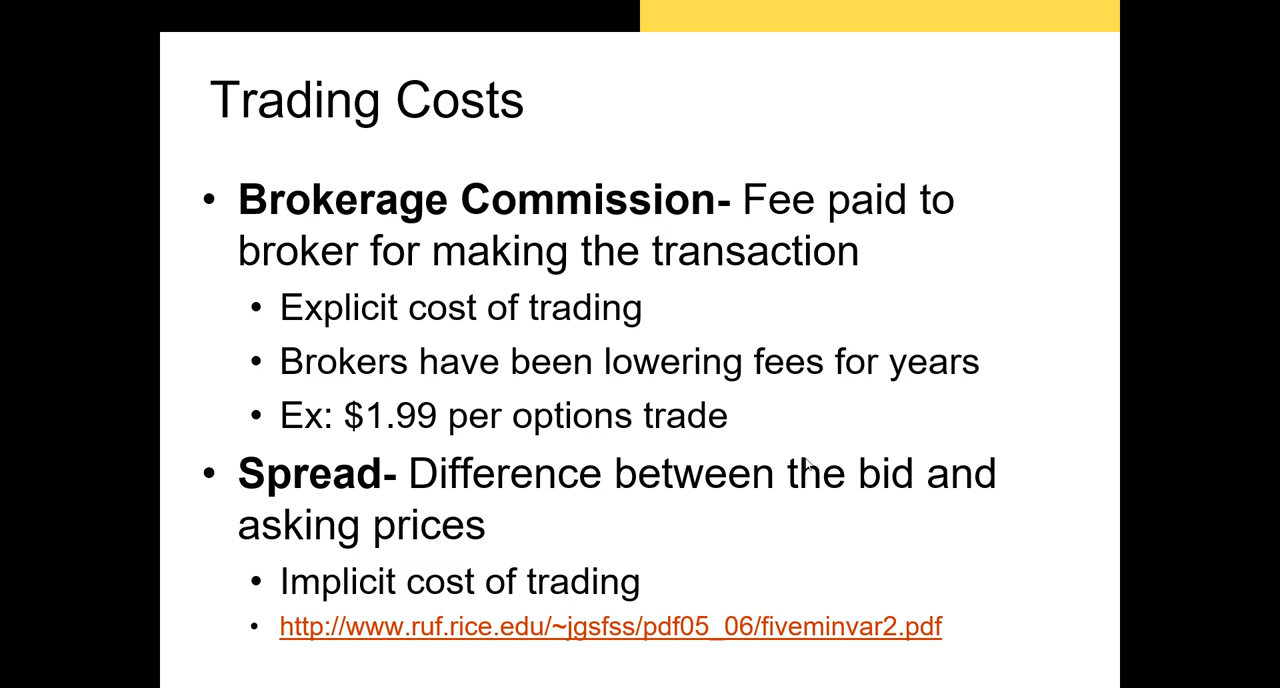 Trading Costs
• Brokerage Commission- Fee paid to
broker for making the transaction
• Explicit cost of trading
• Brokers have been lowering fees for years
• Ex: $1.99 per options trade
• Spread- Difference between the bid and
asking prices
• Implicit cost of trading
• http://www.ruf.rice.edu/~jgsfss/pdf05_06/fiveminvar2.pdf